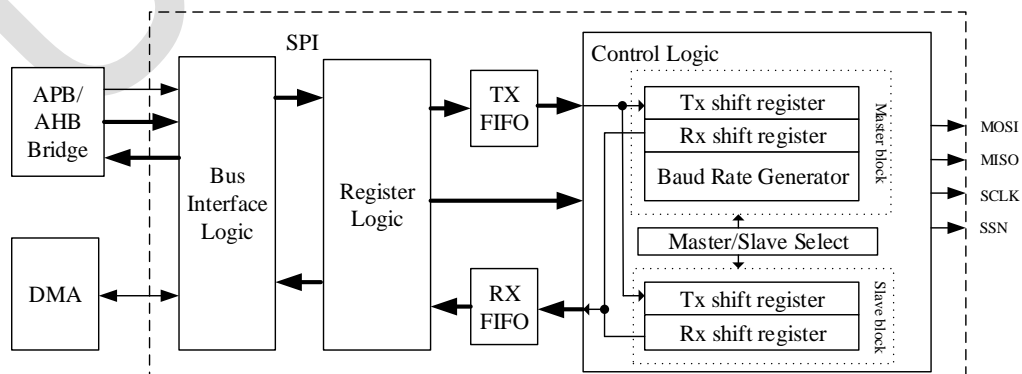 SPI
APB/
AHB
Bridge
DMA
Bus
Interface
Logic
Register
Logic
TX
FIFO
RX
FIFO
Control Logic
Tx shift register
Rx shift register
Baud Rate Generator
Master block
Master/Slave Select
Tx shift register
Rx shift register
Slave block
MOSI
MISO
SCLK
SSN